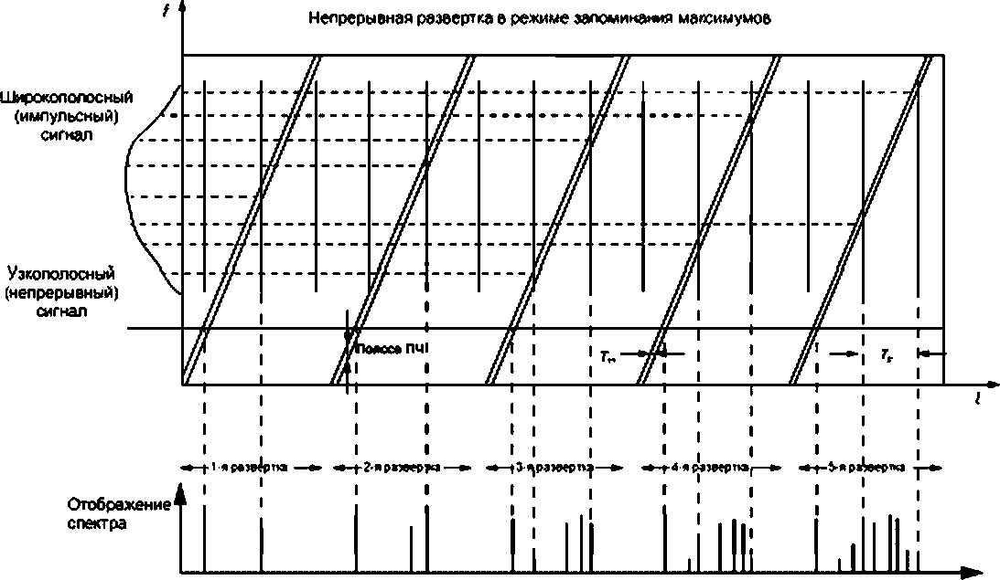 f
Непрерывная развертка в режиме запоминания максимумов
Широкополосный
(импульсный)
сигнал
Узкополосный
(непрерывный)
сигнал
Полоса ПЧ
1-я развертка
2-я развертка
3-я развертка
4-я развертка
5-я развертка
Отображение
спектра